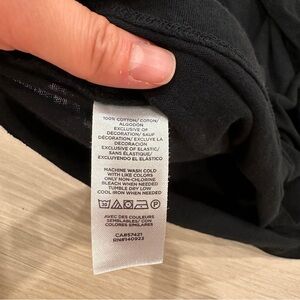 100% COTTON/ COTON/
ALGODÓN
EXCLUSIVE OF
DECORATION/ SAUF
DÉCORATION/ EXCLUYE LA
DECORACIÓN
EXCLUSIVE OF ELASTIC/
SANS ÉLASTIQUE/
EXCLUYENDO EL ELÁSTICO
MACHINE WASH COLD
WITH LIKE COLORS
ONLY NON-CHLORINE
BLEACH WHEN NEEDED
TUMBLE DRY LOW
COOL IRON WHEN NEEDED
AVEC DES COULEURS
SEMBLABLES/ CON
COLORES SIMILARES
CA#57421
RN#140923